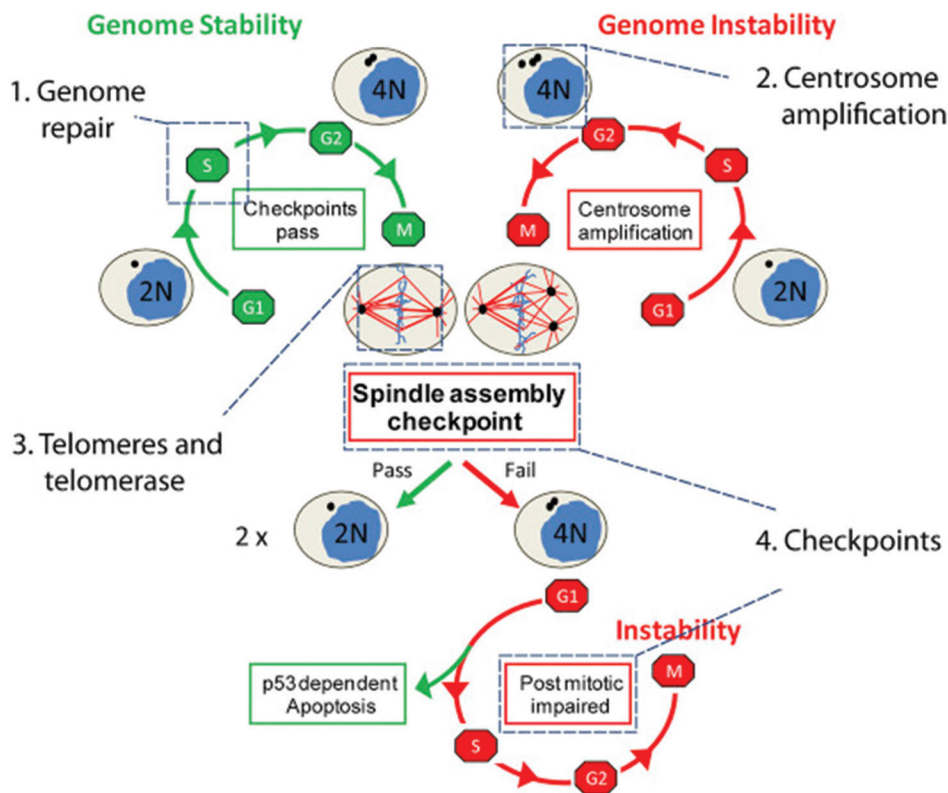 Genome Stability
Genome Instability
1. Genome
repair
4N
4N
2. Centrosome
amplification
G2
G2
S
S
Checkpoints
pass
Centrosome
amplification
M
M
2N
2N
G1
G1
Spindle assembly
checkpoint
3. Telomeres and
telomerase
Pass
Fail
2 x
2N
4N
4. Checkpoints
G1
Instability
p53 dependent
Apoptosis
Post mitotic
impaired
M
S
G2